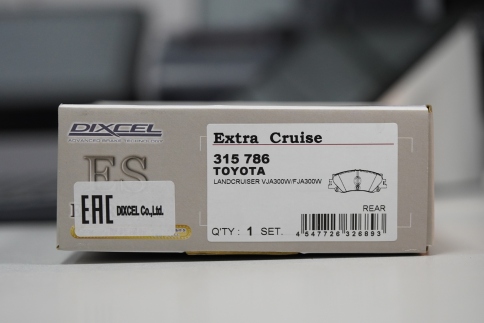 DIXCEL
ES
EAC DIXCEL Co.,Ltd.
Extra Cruise
315 786
TOYOTA
LANDCRUISER VJA300W/FJA300W
REAR
Q'TY : 1 SET.
4 547726 326893